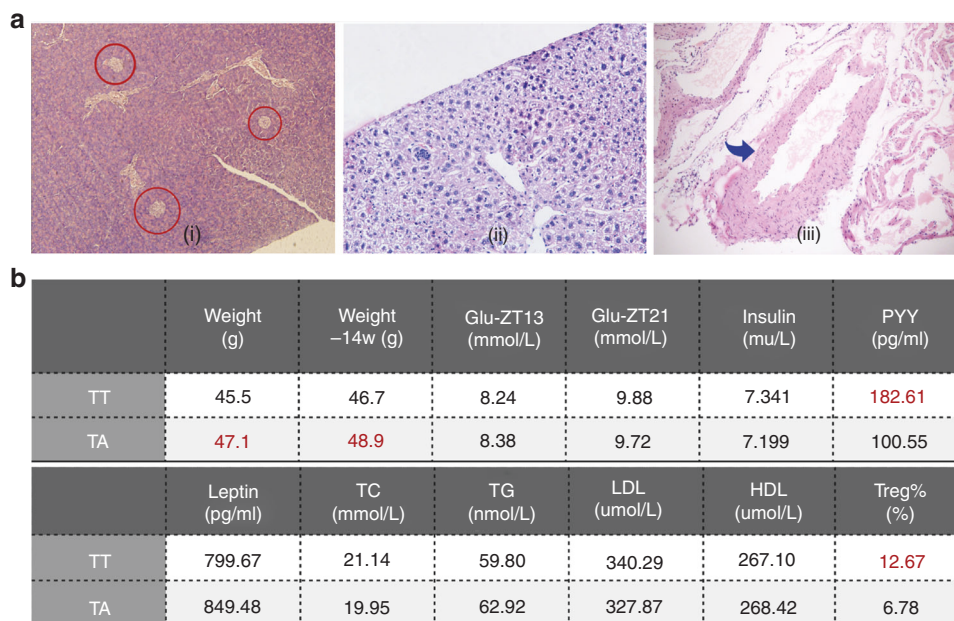 a
(i)
(ii)
(iii)
b
Weight (g) Weight –14w (g) Glu-ZT13 (mmol/L) Glu-ZT21 (mmol/L) Insulin (mu/L) PYY (pg/ml)
TT 45.5 46.7 8.24 9.88 7.341 182.61
TA 47.1 48.9 8.38 9.72 7.199 100.55
Leptin (pg/ml) TC (mmol/L) TG (nmol/L) LDL (umol/L) HDL (umol/L) Treg% (%)
TT 799.67 21.14 59.80 340.29 267.10 12.67
TA 849.48 19.95 62.92 327.87 268.42 6.78